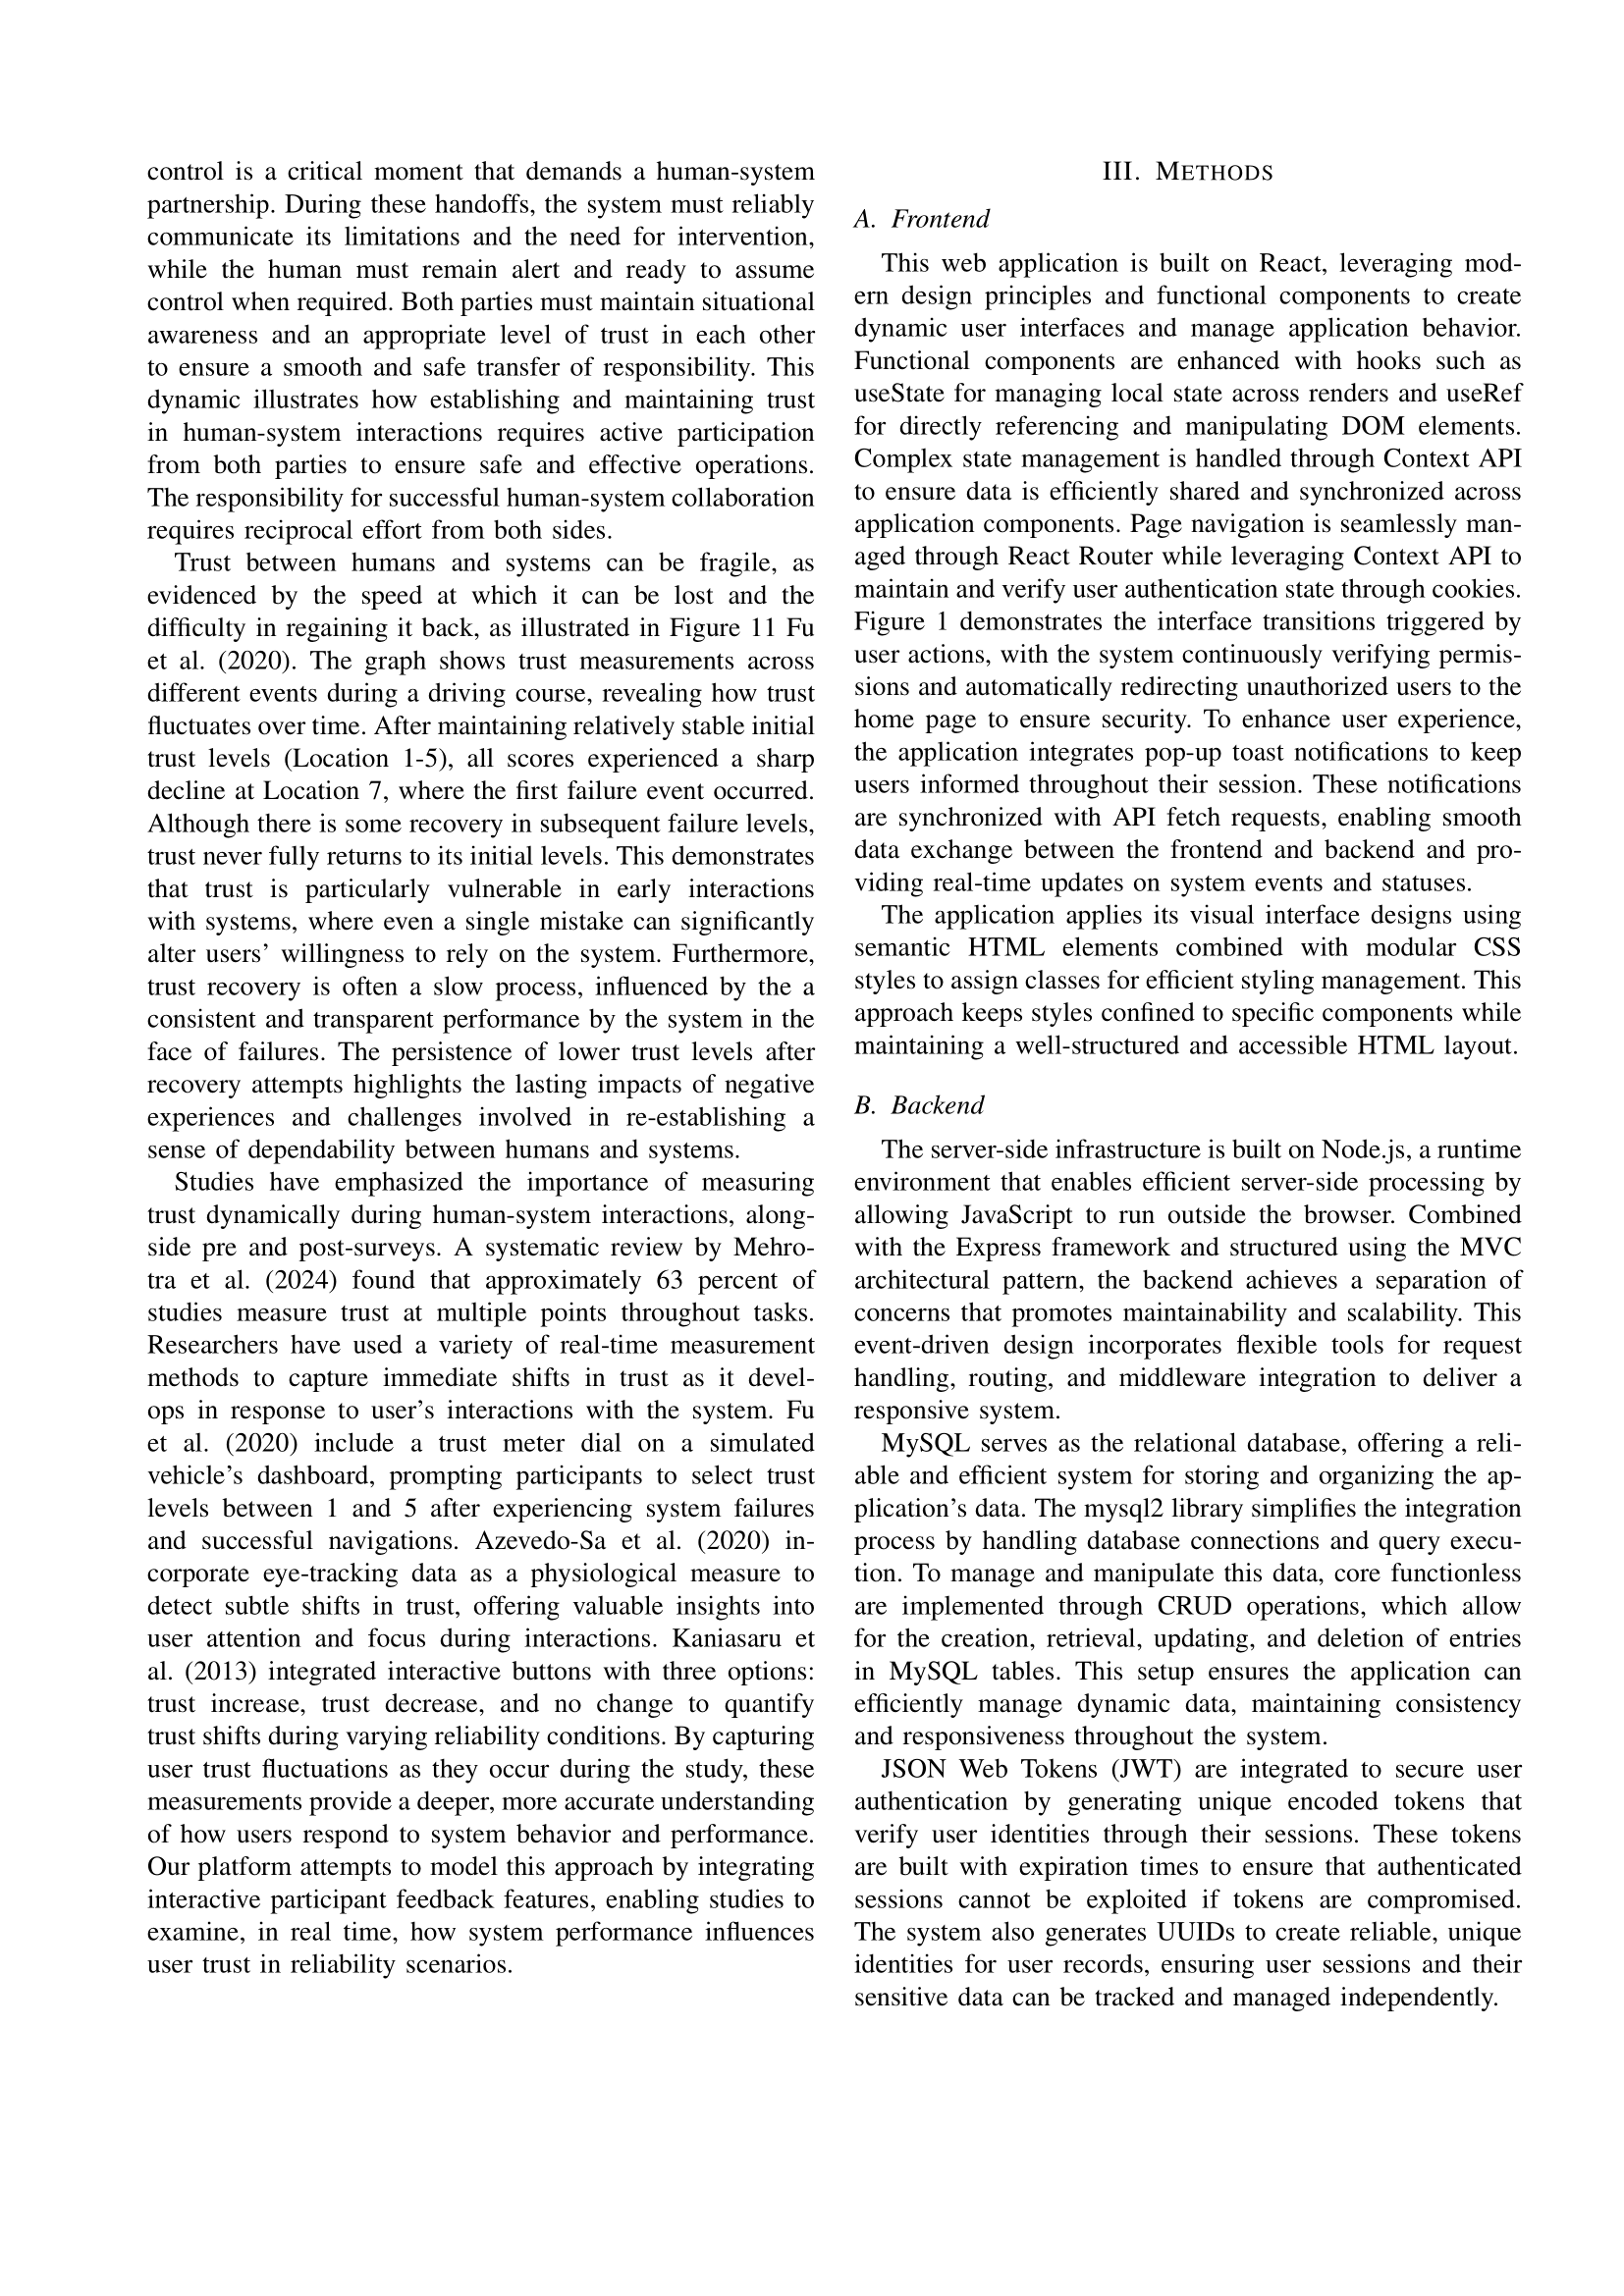 control is a critical moment that demands a human-system
partnership. During these handoffs, the system must reliably
communicate its limitations and the need for intervention,
while the human must remain alert and ready to assume
control when required. Both parties must maintain situational
awareness and an appropriate level of trust in each other
to ensure a smooth and safe transfer of responsibility. This
dynamic illustrates how establishing and maintaining trust
in human-system interactions requires active participation
from both parties to ensure safe and effective operations.
The responsibility for successful human-system collaboration
requires reciprocal effort from both sides.
Trust between humans and systems can be fragile, as
evidenced by the speed at which it can be lost and the
difficulty in regaining it back, as illustrated in Figure 11 Fu
et al. (2020). The graph shows trust measurements across
different events during a driving course, revealing how trust
fluctuates over time. After maintaining relatively stable initial
trust levels (Location 1-5), all scores experienced a sharp
decline at Location 7, where the first failure event occurred.
Although there is some recovery in subsequent failure levels,
trust never fully returns to its initial levels. This demonstrates
that trust is particularly vulnerable in early interactions
with systems, where even a single mistake can significantly
alter users' willingness to rely on the system. Furthermore,
trust recovery is often a slow process, influenced by the a
consistent and transparent performance by the system in the
face of failures. The persistence of lower trust levels after
recovery attempts highlights the lasting impacts of negative
experiences and challenges involved in re-establishing a
sense of dependability between humans and systems.
Studies have emphasized the importance of measuring
trust dynamically during human-system interactions, along-
side pre and post-surveys. A systematic review by Mehro-
tra et al. (2024) found that approximately 63 percent of
studies measure trust at multiple points throughout tasks.
Researchers have used a variety of real-time measurement
methods to capture immediate shifts in trust as it devel-
ops in response to user's interactions with the system. Fu
et al. (2020) include a trust meter dial on a simulated
vehicle's dashboard, prompting participants to select trust
levels between 1 and 5 after experiencing system failures
and successful navigations. Azevedo-Sa et al. (2020) in-
corporate eye-tracking data as a physiological measure to
detect subtle shifts in trust, offering valuable insights into
user attention and focus during interactions. Kaniasaru et
al. (2013) integrated interactive buttons with three options:
trust increase, trust decrease, and no change to quantify
trust shifts during varying reliability conditions. By capturing
user trust fluctuations as they occur during the study, these
measurements provide a deeper, more accurate understanding
of how users respond to system behavior and performance.
Our platform attempts to model this approach by integrating
interactive participant feedback features, enabling studies to
examine, in real time, how system performance influences
user trust in reliability scenarios.
III. METHODS
A. Frontend
This web application is built on React, leveraging mod-
ern design principles and functional components to create
dynamic user interfaces and manage application behavior.
Functional components are enhanced with hooks such as
useState for managing local state across renders and useRef
for directly referencing and manipulating DOM elements.
Complex state management is handled through Context API
to ensure data is efficiently shared and synchronized across
application components. Page navigation is seamlessly man-
aged through React Router while leveraging Context API to
maintain and verify user authentication state through cookies.
Figure 1 demonstrates the interface transitions triggered by
user actions, with the system continuously verifying permis-
sions and automatically redirecting unauthorized users to the
home page to ensure security. To enhance user experience,
the application integrates pop-up toast notifications to keep
users informed throughout their session. These notifications
are synchronized with API fetch requests, enabling smooth
data exchange between the frontend and backend and pro-
viding real-time updates on system events and statuses.
The application applies its visual interface designs using
semantic HTML elements combined with modular CSS
styles to assign classes for efficient styling management. This
approach keeps styles confined to specific components while
maintaining a well-structured and accessible HTML layout.
B. Backend
The server-side infrastructure is built on Node.js, a runtime
environment that enables efficient server-side processing by
allowing JavaScript to run outside the browser. Combined
with the Express framework and structured using the MVC
architectural pattern, the backend achieves a separation of
concerns that promotes maintainability and scalability. This
event-driven design incorporates flexible tools for request
handling, routing, and middleware integration to deliver a
responsive system.
MySQL serves as the relational database, offering a reli-
able and efficient system for storing and organizing the ap-
plication's data. The mysql2 library simplifies the integration
process by handling database connections and query execu-
tion. To manage and manipulate this data, core functionless
are implemented through CRUD operations, which allow
for the creation, retrieval, updating, and deletion of entries
in MySQL tables. This setup ensures the application can
efficiently manage dynamic data, maintaining consistency
and responsiveness throughout the system.
JSON Web Tokens (JWT) are integrated to secure user
authentication by generating unique encoded tokens that
verify user identities through their sessions. These tokens
are built with expiration times to ensure that authenticated
sessions cannot be exploited if tokens are compromised.
The system also generates UUIDs to create reliable, unique
identities for user records, ensuring user sessions and their
sensitive data can be tracked and managed independently.